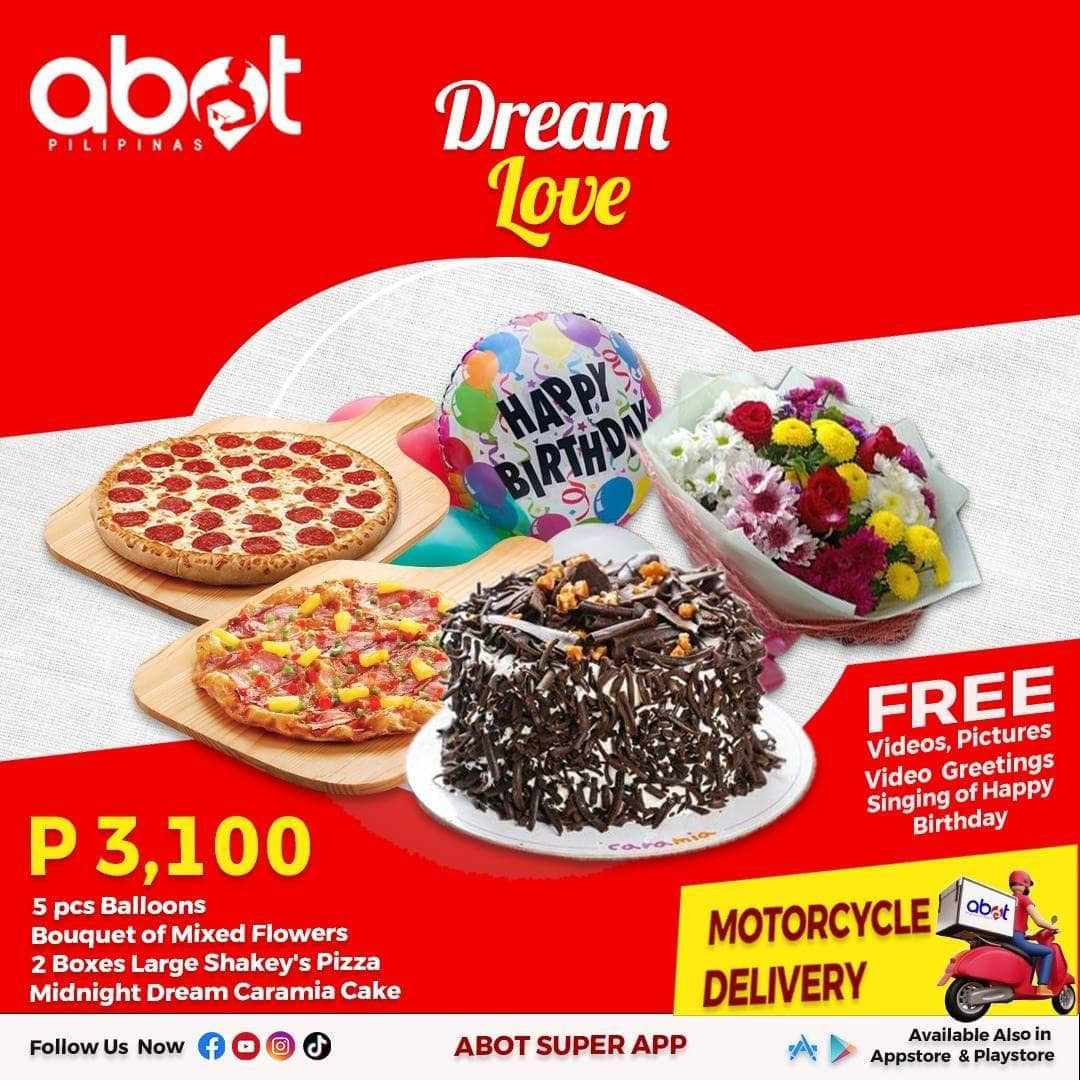 abot
PILIPINAS
Dream
Love
HAPPY
BIRTHDAY
caramia
FREE
Videos, Pictures
Video Greetings
Singing of Happy
Birthday
P 3,100
5 pcs Balloons
Bouquet of Mixed Flowers
2 Boxes Large Shakey's Pizza
Midnight Dream Caramia Cake
MOTORCYCLE
DELIVERY
abot
Follow Us Now
ABOT SUPER APP
Available Also in
Appstore & Playstore